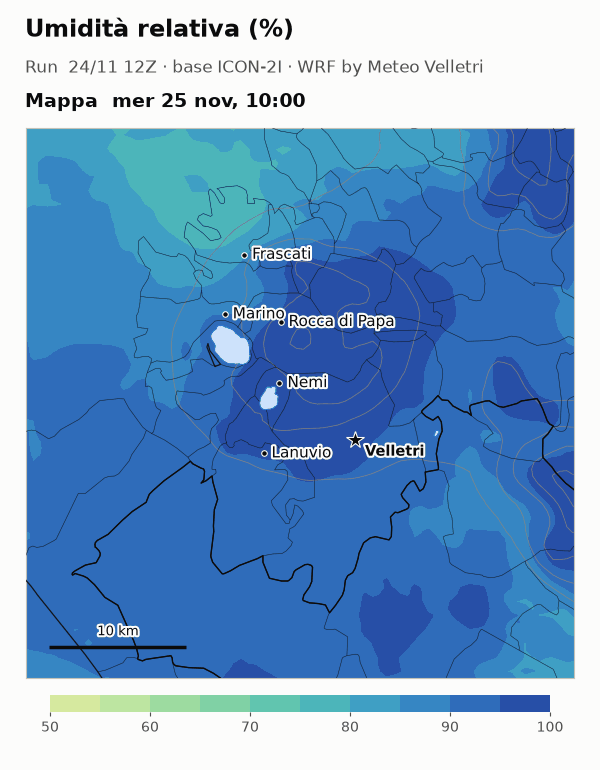 Umidità relativa (%)
Run  24/11 12Z · base ICON-2I · WRF by Meteo Velletri
Mappa  mer 25 nov, 10:00
Frascati
Marino
Rocca di Papa
Nemi
Velletri
Lanuvio
10 km
50 60 70 80 90 100